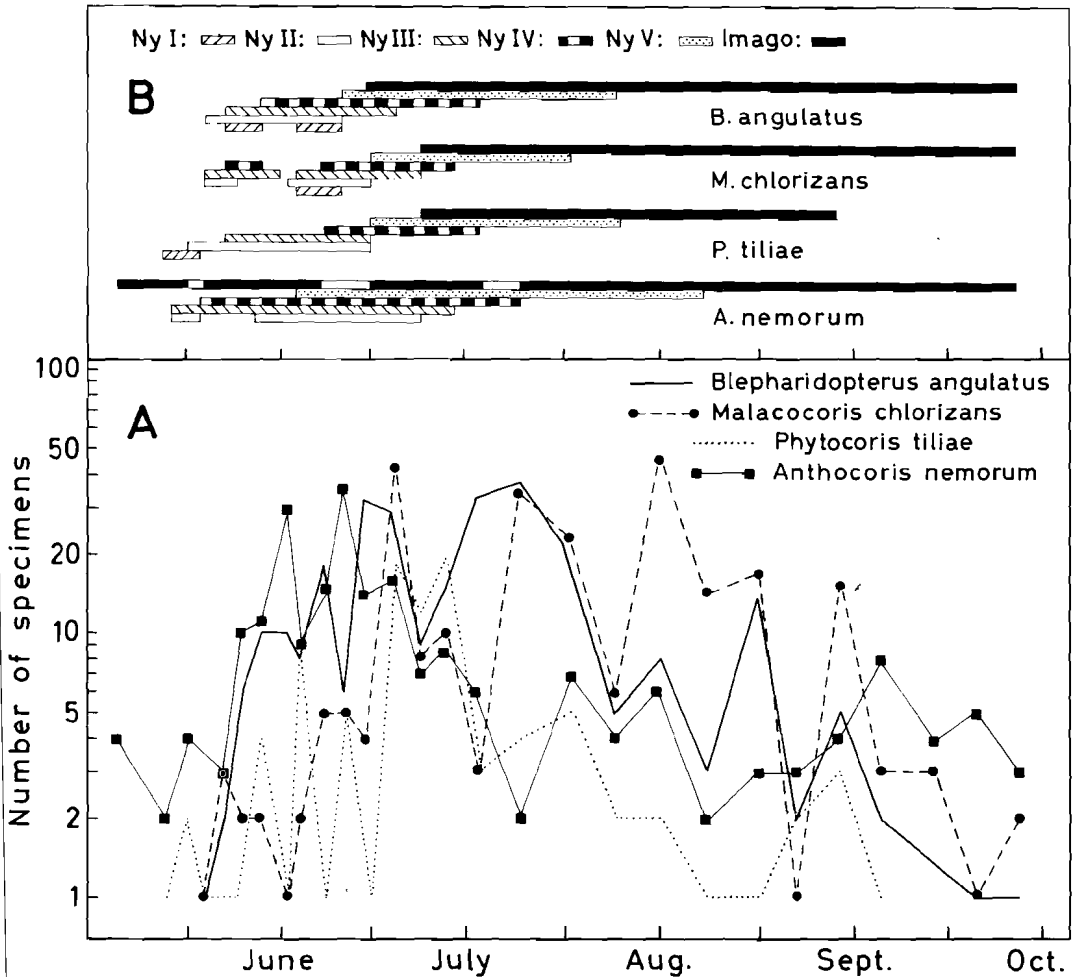 Ny I: Ny II: Ny III: Ny IV: Ny V: Imago:
B
B. angulatus
M. chlorizans
P. tiliae
A. nemorum
A
Blepharidopterus angulatus
Malacocoris chlorizans
Phytocoris tiliae
Anthocoris nemorum
Number of specimens
100
50
20
10
5
2
1
June July Aug. Sept. Oct.